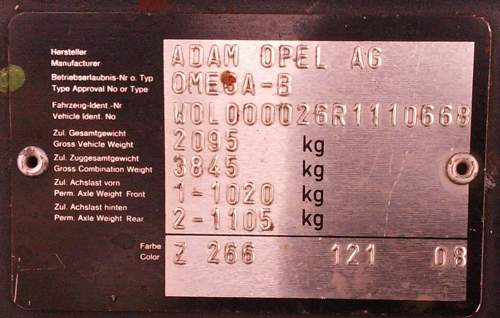 Hersteller
Manufacturer
ADAM OPEL AG
Betriebserlaubnis-Nr o. Typ
Type Approval No or Type
OMEGA-B
Fahrzeug-Ident.-Nr
Vehicle Ident. No
W0L000026R1110668
Zul. Gesamtgewicht
Gross Vehicle Weight
2095 kg
Zul. Zuggesamtgewicht
Gross Combination Weight
3845 kg
Zul. Achslast vorn
Perm. Axle Weight Front
1-1020 kg
Zul. Achslast hinten
Perm. Axle Weight Rear
2-1105 kg
Farbe
Color
Z 266 121 08